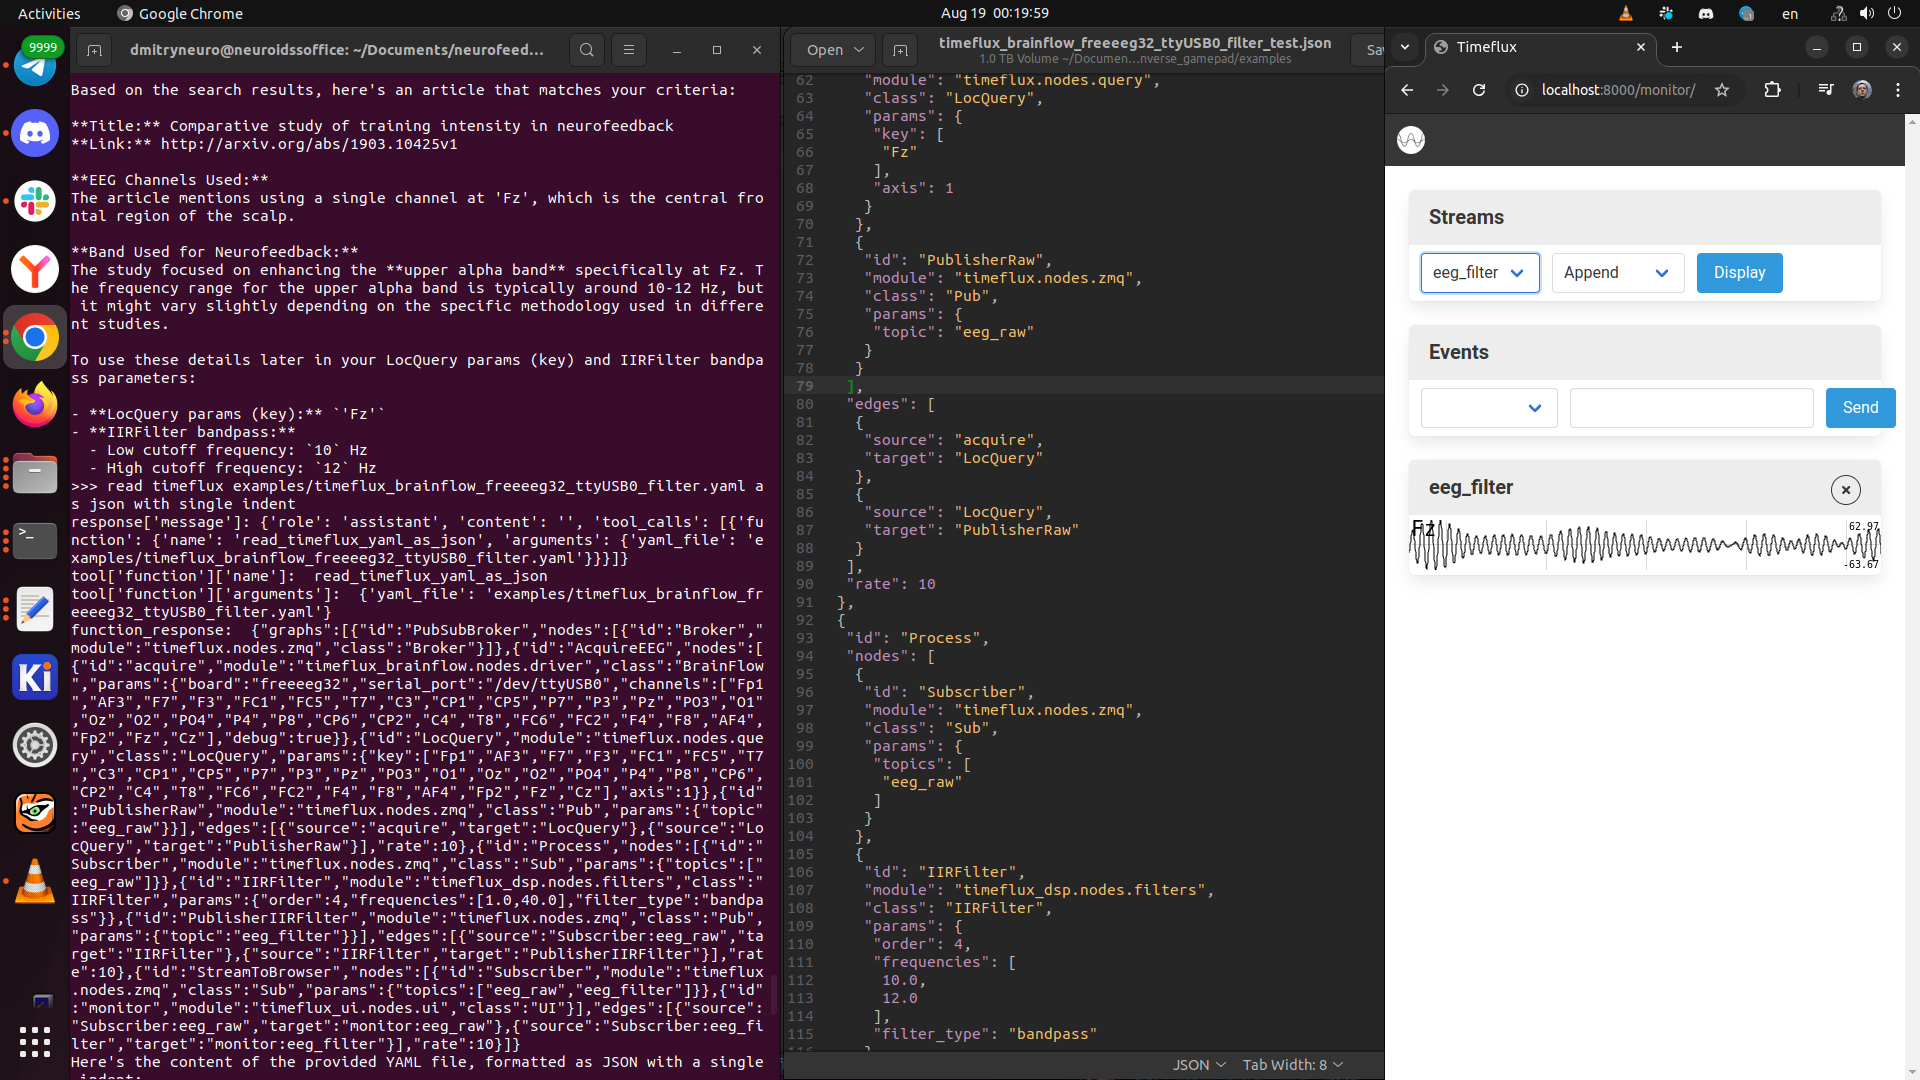 Activities
Google Chrome
Aug 19  00:19:59
en
9999
dmitryneuro@neuroidssoffice: ~/Documents/neurofeed...
Based on the search results, here's an article that matches your criteria:
**Title:** Comparative study of training intensity in neurofeedback
**Link:** http://arxiv.org/abs/1903.10425v1
**EEG Channels Used:**
The article mentions using a single channel at 'Fz', which is the central fro
ntal region of the scalp.
**Band Used for Neurofeedback:**
The study focused on enhancing the **upper alpha band** specifically at Fz. T
he frequency range for the upper alpha band is typically around 10-12 Hz, but
 it might vary slightly depending on the specific methodology used in differe
nt studies.
To use these details later in your LocQuery params (key) and IIRFilter bandpa
ss parameters:
- **LocQuery params (key):** `'Fz'`
- **IIRFilter bandpass:**
  - Low cutoff frequency: `10` Hz
  - High cutoff frequency: `12` Hz
>>> read timeflux examples/timeflux_brainflow_freeeeg32_ttyUSB0_filter.yaml a
s json with single indent
response['message']: {'role': 'assistant', 'content': '', 'tool_calls': [{'fu
nction': {'name': 'read_timeflux_yaml_as_json', 'arguments': {'yaml_file': 'e
xamples/timeflux_brainflow_freeeeg32_ttyUSB0_filter.yaml'}}}]}
tool['function']['name']:  read_timeflux_yaml_as_json
tool['function']['arguments']:  {'yaml_file': 'examples/timeflux_brainflow_fr
eeeeg32_ttyUSB0_filter.yaml'}
function_response:  {"graphs":[{"id":"PubSubBroker","nodes":[{"id":"Broker","
module":"timeflux.nodes.zmq","class":"Broker"}]},{"id":"AcquireEEG","nodes":[
{"id":"acquire","module":"timeflux_brainflow.nodes.driver","class":"BrainFlow
","params":{"board":"freeeeg32","serial_port":"/dev/ttyUSB0","channels":["Fp1
","AF3","F7","F3","FC1","FC5","T7","C3","CP1","CP5","P7","P3","Pz","PO3","O1"
,"Oz","O2","PO4","P4","P8","CP6","CP2","C4","T8","FC6","FC2","F4","F8","AF4",
"Fp2","Fz","Cz"],"debug":true}},{"id":"LocQuery","module":"timeflux.nodes.que
ry","class":"LocQuery","params":{"key":["Fp1","AF3","F7","F3","FC1","FC5","T7
","C3","CP1","CP5","P7","P3","Pz","PO3","O1","Oz","O2","PO4","P4","P8","CP6",
"CP2","C4","T8","FC6","FC2","F4","F8","AF4","Fp2","Fz","Cz"],"axis":1}},{"id"
:"PublisherRaw","module":"timeflux.nodes.zmq","class":"Pub","params":{"topic"
:"eeg_raw"}}],"edges":[{"source":"acquire","target":"LocQuery"},{"source":"Lo
cQuery","target":"PublisherRaw"}],"rate":10},{"id":"Process","nodes":[{"id":"
Subscriber","module":"timeflux.nodes.zmq","class":"Sub","params":{"topics":["
eeg_raw"]}},{"id":"IIRFilter","module":"timeflux_dsp.nodes.filters","class":"
IIRFilter","params":{"order":4,"frequencies":[1.0,40.0],"filter_type":"bandpa
ss"}},{"id":"PublisherIIRFilter","module":"timeflux.nodes.zmq","class":"Pub",
"params":{"topic":"eeg_filter"}}],"edges":[{"source":"Subscriber:eeg_raw","ta
rget":"IIRFilter"},{"source":"IIRFilter","target":"PublisherIIRFilter"}],"rat
e":10},{"id":"StreamToBrowser","nodes":[{"id":"Subscriber","module":"timeflux
.nodes.zmq","class":"Sub","params":{"topics":["eeg_raw","eeg_filter"]}},{"id"
:"monitor","module":"timeflux_ui.nodes.ui","class":"UI"}],"edges":[{"source":
"Subscriber:eeg_raw","target":"monitor:eeg_raw"},{"source":"Subscriber:eeg_fi
lter","target":"monitor:eeg_filter"}],"rate":10}]}
Here's the content of the provided YAML file, formatted as JSON with a single
 indent:
Open
timeflux_brainflow_freeeeg32_ttyUSB0_filter_test.json
1.0 TB Volume ~/Documen...nverse_gamepad/examples
62 "module": "timeflux.nodes.query",
63 "class": "LocQuery",
64 "params": {
65 "key": [
66 "Fz"
67 ],
68 "axis": 1
69 }
70 },
71 {
72 "id": "PublisherRaw",
73 "module": "timeflux.nodes.zmq",
74 "class": "Pub",
75 "params": {
76 "topic": "eeg_raw"
77 }
78 }
79 ],
80 "edges": [
81 {
82 "source": "acquire",
83 "target": "LocQuery"
84 },
85 {
86 "source": "LocQuery",
87 "target": "PublisherRaw"
88 }
89 ],
90 "rate": 10
91 },
92 {
93 "id": "Process",
94 "nodes": [
95 {
96 "id": "Subscriber",
97 "module": "timeflux.nodes.zmq",
98 "class": "Sub",
99 "params": {
100 "topics": [
101 "eeg_raw"
102 ]
103 }
104 },
105 {
106 "id": "IIRFilter",
107 "module": "timeflux_dsp.nodes.filters",
108 "class": "IIRFilter",
109 "params": {
110 "order": 4,
111 "frequencies": [
112 10.0,
113 12.0
114 ],
115 "filter_type": "bandpass"
JSON
Tab Width: 8
Timeflux
localhost:8000/monitor/
Streams
eeg_filter
Append
Display
Events
Send
eeg_filter
Fz
62.97
-63.67